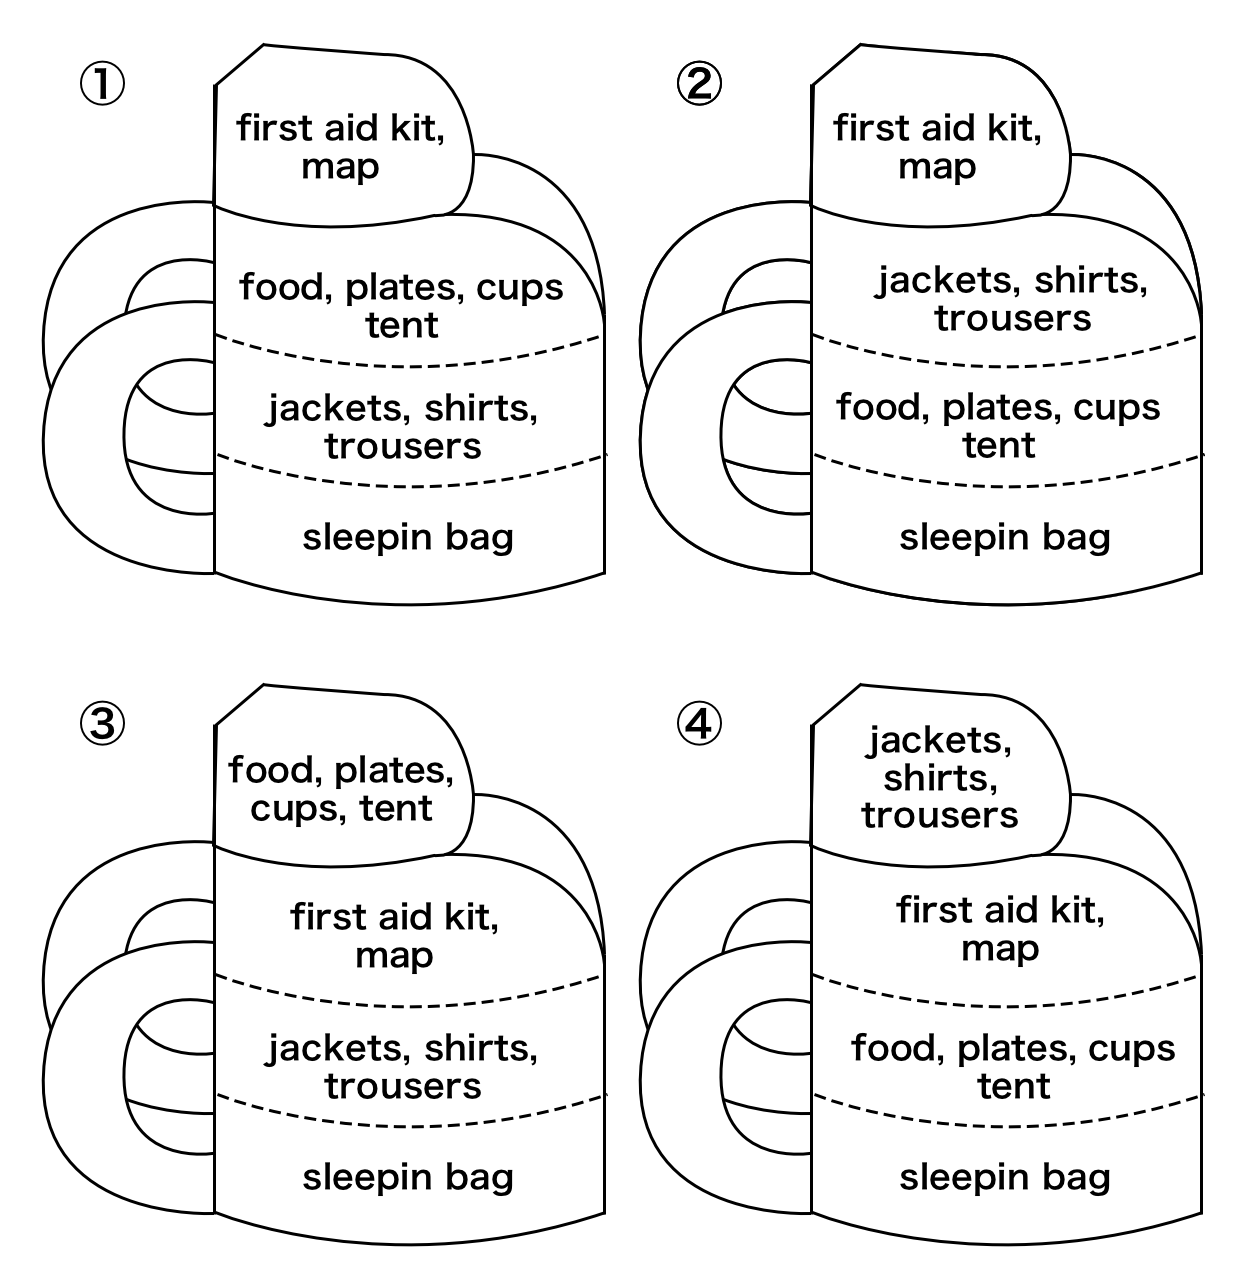 ①
first aid kit,
map
food, plates, cups
tent
jackets, shirts,
trousers
sleepin bag
②
first aid kit,
map
jackets, shirts,
trousers
food, plates, cups
tent
sleepin bag
③
food, plates,
cups, tent
first aid kit,
map
jackets, shirts,
trousers
sleepin bag
④
jackets,
shirts,
trousers
first aid kit,
map
food, plates, cups
tent
sleepin bag